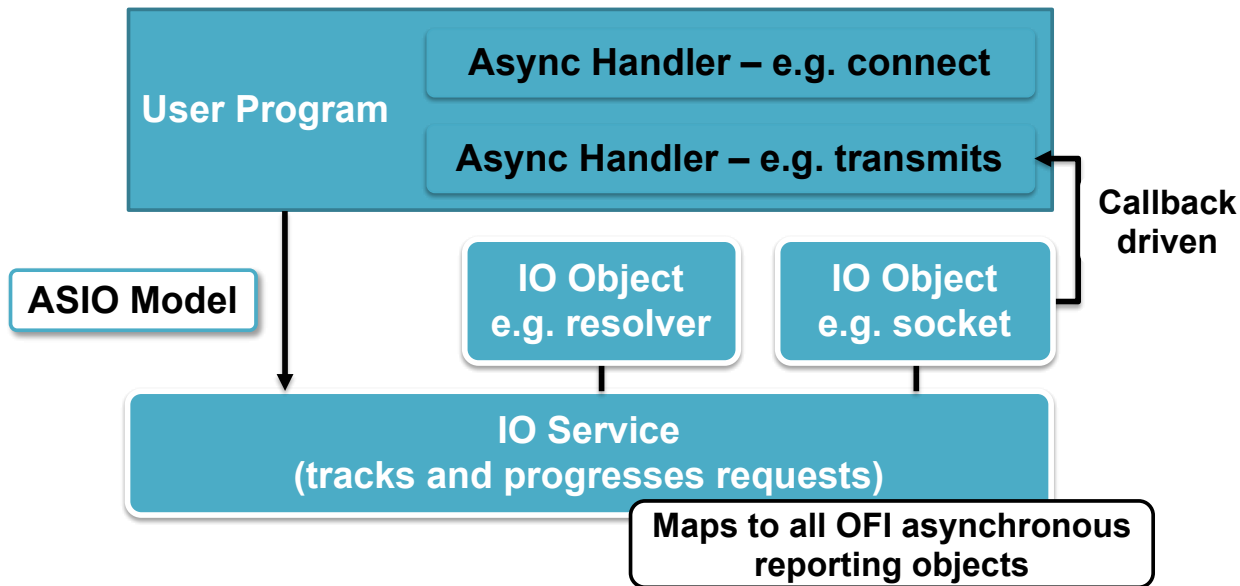 Async Handler – e.g. connect
User Program
Async Handler – e.g. transmits
Callback
driven
IO Object
e.g. resolver
IO Object
e.g. socket
ASIO Model
IO Service
(tracks and progresses requests)
Maps to all OFI asynchronous
reporting objects